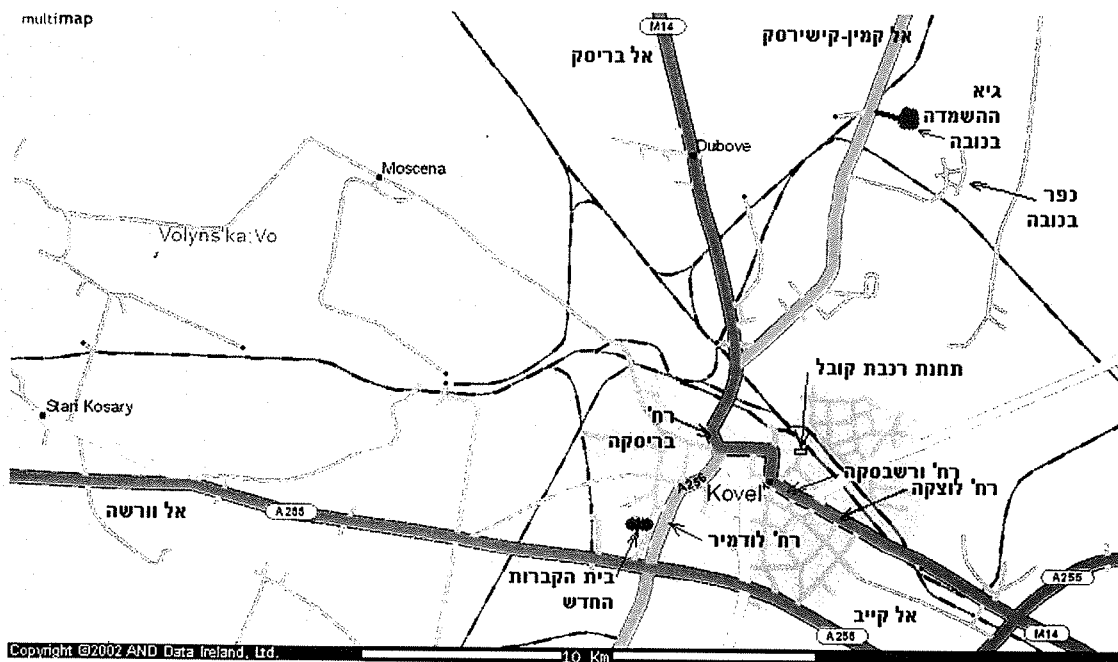 multimap
M14
אל קמין-קישירסק
אל בריסק
גיא
ההשמדה
בנובה
Dubove
Moscena
כפר
בנובה
Volyns'ka:Vo
תחנת רכבת קובל
Stari Kosary
רח'
בריסקה
A255
Kovel
רח' ורשבסקה
רח' לוצקה
אל וורשה
A255
רח' לודמיר
בית הקברות
החדש
אל קייב
A255
A255
M14
Copyright ©2002 AND Data Ireland, Ltd.
10 Km